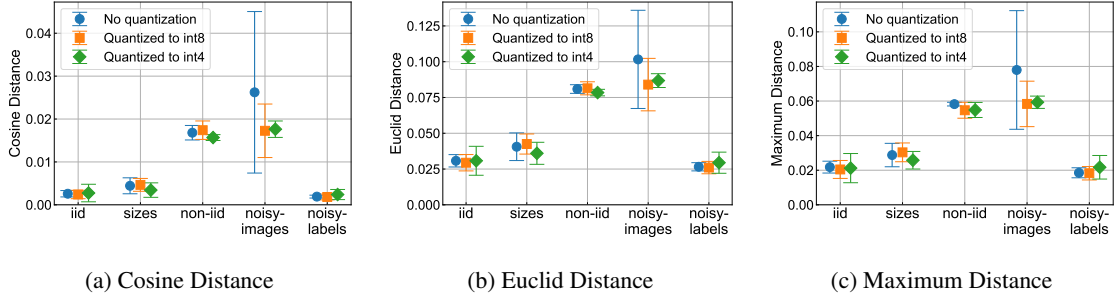 Cosine Distance
0.04
0.03
0.02
0.01
0.00
No quantization
Quantized to int8
Quantized to int4
iid
sizes
non-iid
noisy-
images
noisy-
labels
(a) Cosine Distance
Euclid Distance
0.125
0.100
0.075
0.050
0.025
0.000
No quantization
Quantized to int8
Quantized to int4
iid
sizes
non-iid
noisy-
images
noisy-
labels
(b) Euclid Distance
Maximum Distance
0.10
0.08
0.06
0.04
0.02
0.00
No quantization
Quantized to int8
Quantized to int4
iid
sizes
non-iid
noisy-
images
noisy-
labels
(c) Maximum Distance